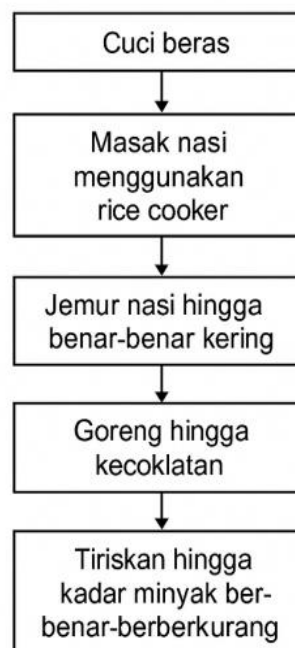 Cuci beras
Masak nasi
menggunakan
rice cooker
Jemur nasi hingga
benar-benar kering
Goreng hingga
kecoklatan
Tiriskan hingga
kadar minyak ber-
benar-berberkurang